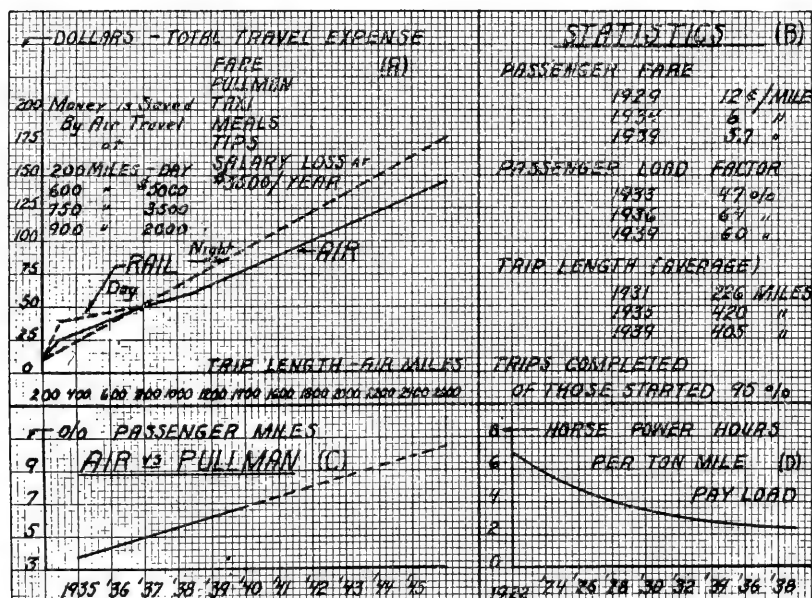 DOLLARS - TOTAL TRAVEL EXPENSE
(A)
FARE
PULLMAN
TAXI
MEALS
TIPS
SALARY LOSS AT
$3500/YEAR
Money is Saved
By Air Travel
at
200 MILES - DAY
600 " $5000
750 " 3500
900 " 2000
200
175
150
125
100
75
50
25
0
RAIL
Day
Night
AIR
TRIP LENGTH - AIR MILES
200 400 600 800 1000 1200 1400 1600 1800 2000 2200 2400 2600
STATISTICS (B)
PASSENGER FARE
1929 12 ¢/MILE
1934 6 "
1939 5.7 "
PASSENGER LOAD FACTOR
1933 47 %
1936 64 "
1939 60 "
TRIP LENGTH (AVERAGE)
1931 226 MILES
1935 420 "
1939 405 "
TRIPS COMPLETED
OF THOSE STARTED 95 %
% PASSENGER MILES
AIR vs PULLMAN (C)
9
7
5
3
1935 '36 '37 '38 '39 '40 '41 '42 '43 '44 '45
HORSE POWER HOURS
PER TON MILE (D)
PAY LOAD
8
6
4
2
0
1922 '24 '26 '28 '30 '32 '34 '36 '38